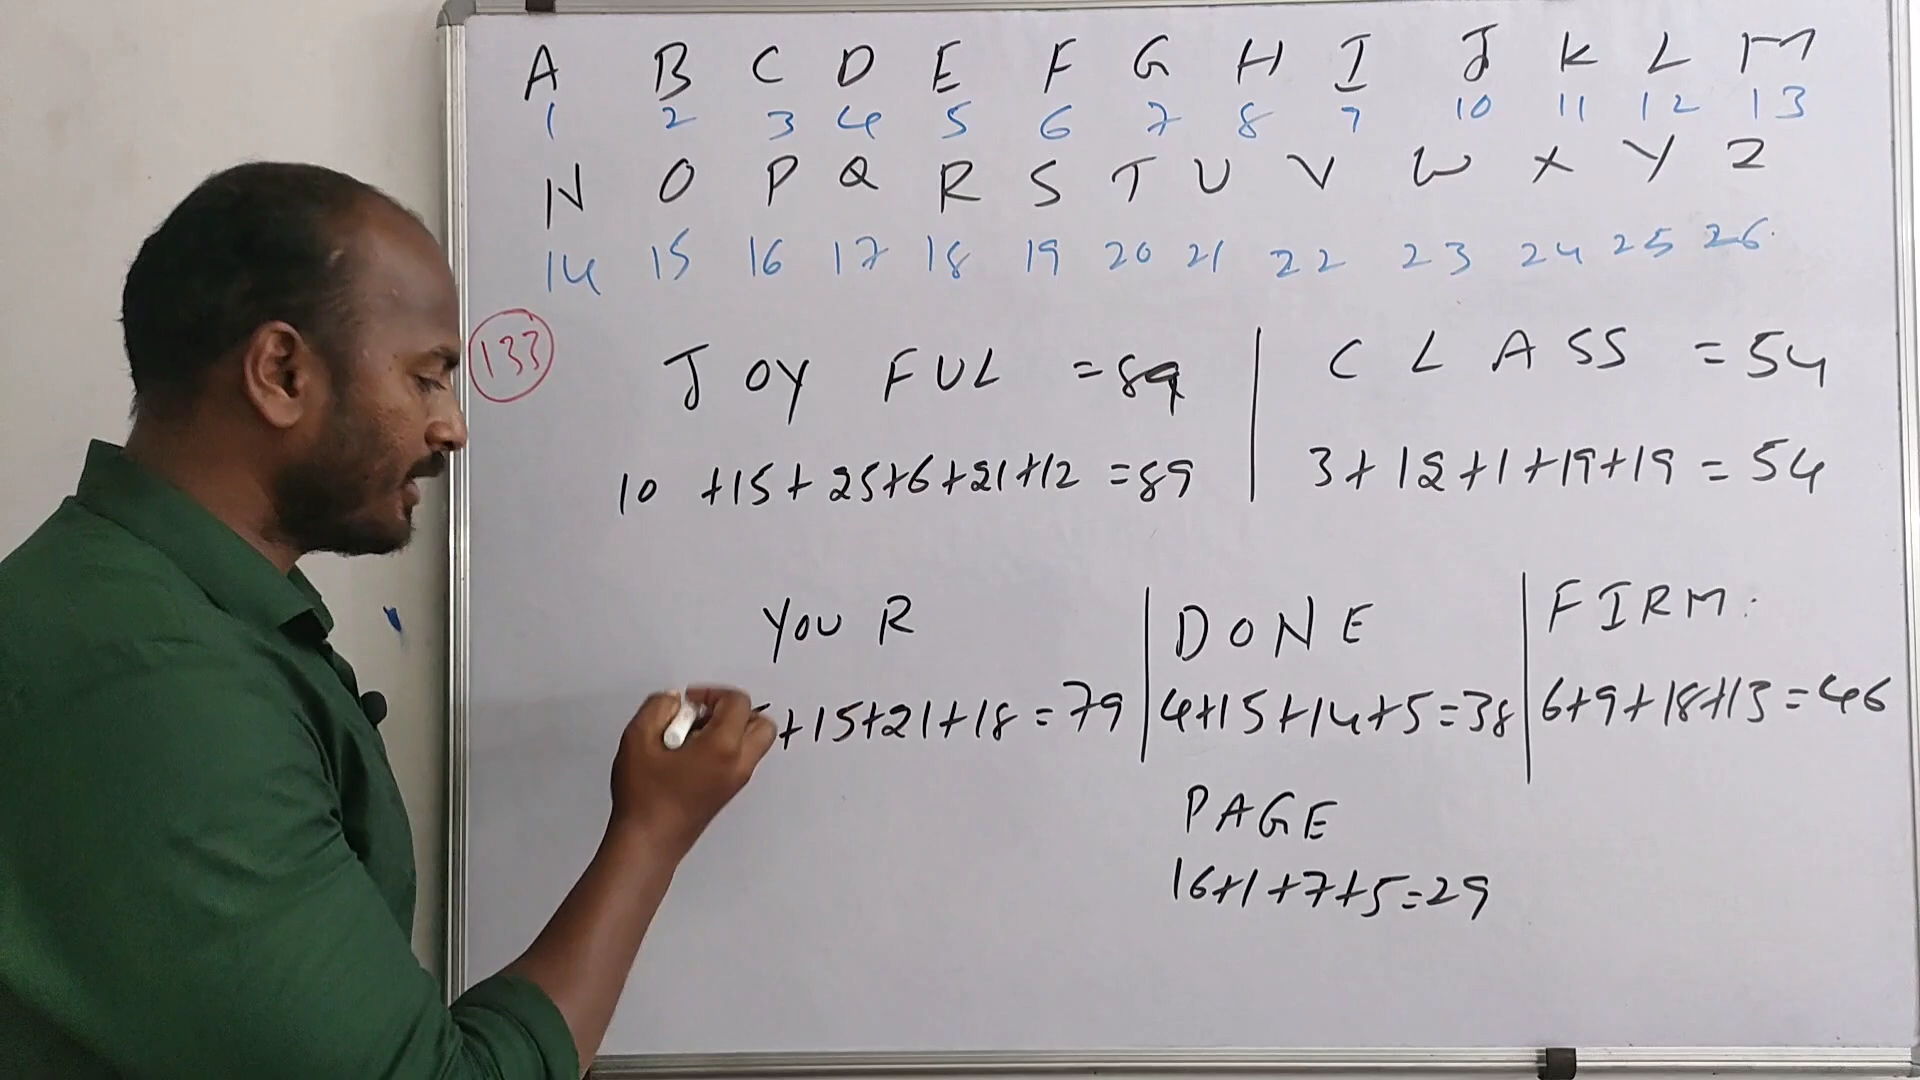 A B C D E F G H I J K L M
1 2 3 4 5 6 7 8 9 10 11 12 13
N O P Q R S T U V W X Y Z
14 15 16 17 18 19 20 21 22 23 24 25 26
133
JOY FUL =89
10 +15+25+6+21+12 =89
CLASS =54
3+12+1+19+19=54
YOUR
+15+21+18=79
DONE
4+15+14+5=38
FIRM
6+9+18+13=46
PAGE
16+1+7+5=29